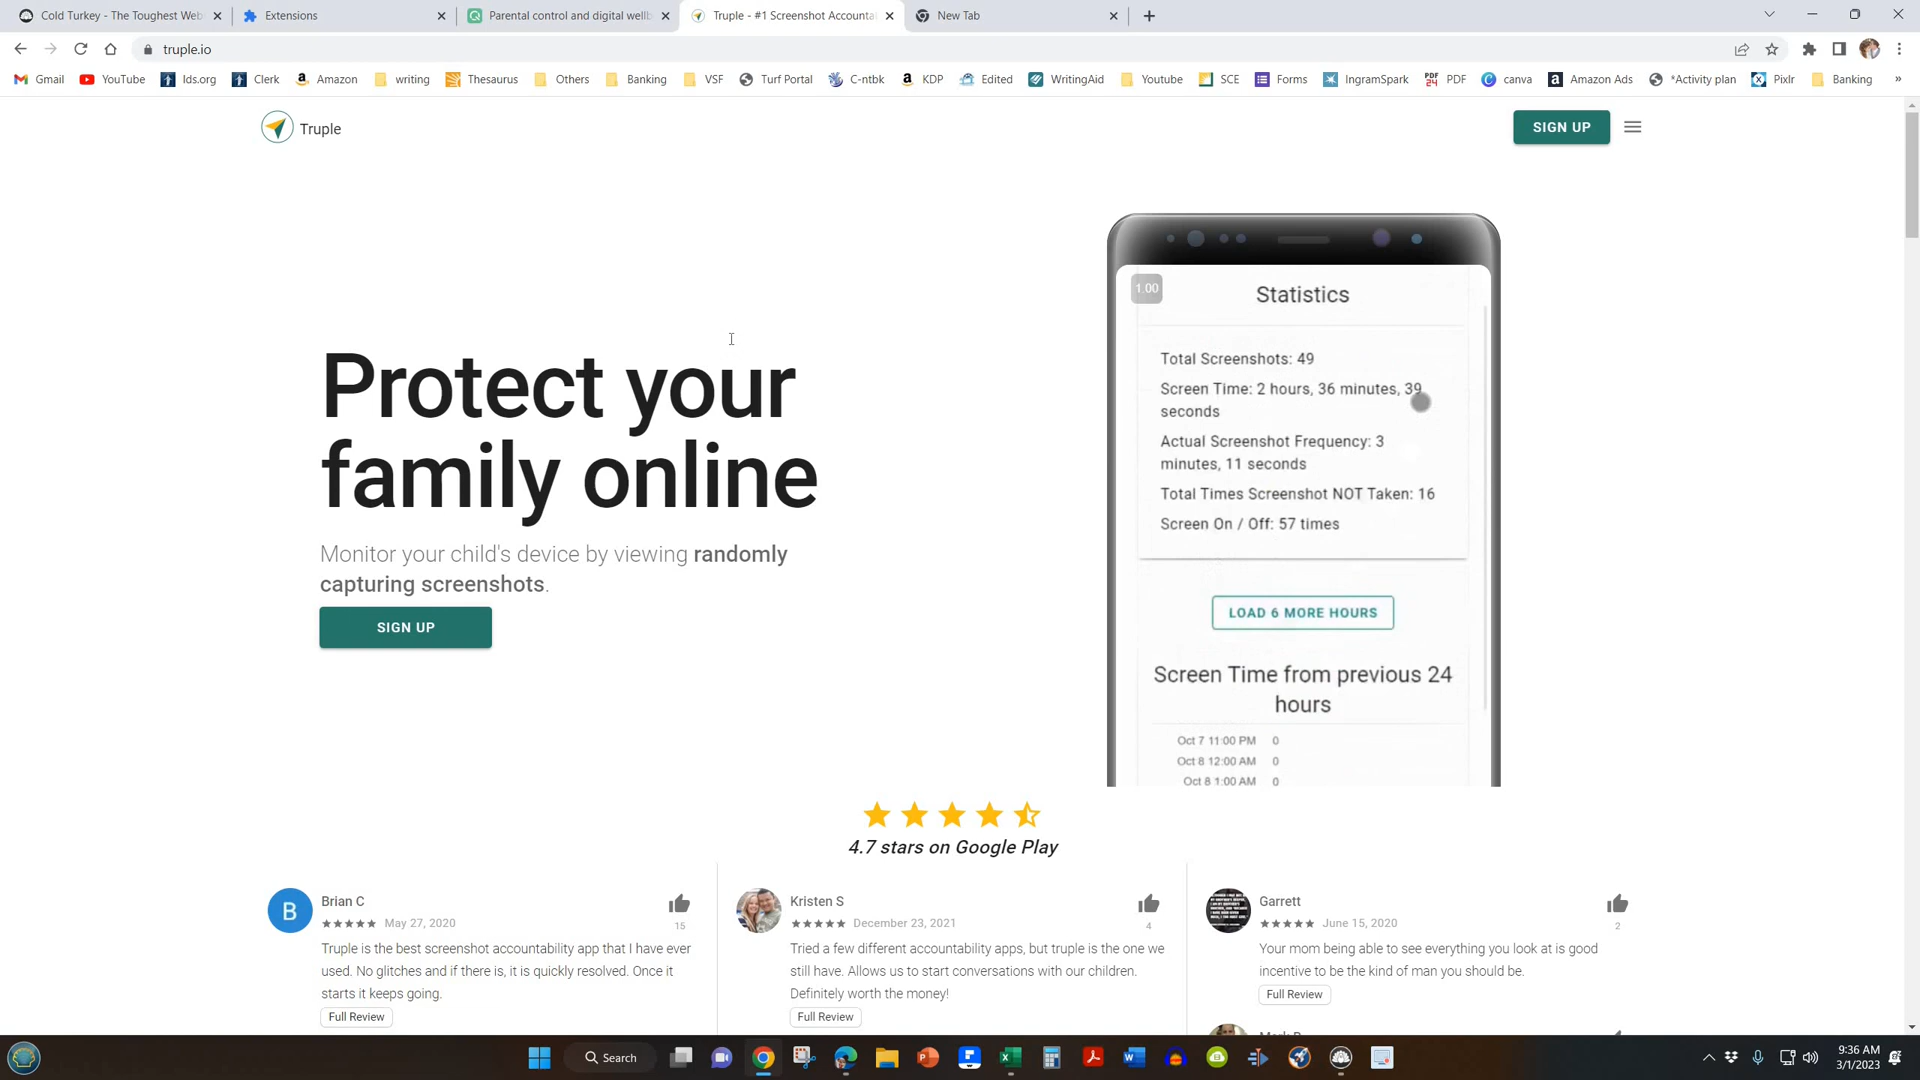 Cold Turkey - The Toughest Web
Extensions
Parental control and digital wellb
Truple - #1 Screenshot Accounta
New Tab
truple.io
Gmail
YouTube
lds.org
Clerk
Amazon
writing
Thesaurus
Others
Banking
VSF
Turf Portal
C-ntbk
KDP
Edited
WritingAid
Youtube
SCE
Forms
IngramSpark
PDF
canva
Amazon Ads
*Activity plan
Pixlr
Banking
»
Truple
SIGN UP
Protect your
family online
Monitor your child's device by viewing randomly
capturing screenshots.
SIGN UP
1.00
Statistics
Total Screenshots: 49
Screen Time: 2 hours, 36 minutes, 39
seconds
Actual Screenshot Frequency: 3
minutes, 11 seconds
Total Times Screenshot NOT Taken: 16
Screen On / Off: 57 times
LOAD 6 MORE HOURS
Screen Time from previous 24
hours
Oct 7 11:00 PM 0
Oct 8 12:00 AM 0
Oct 8 1:00 AM 0
4.7 stars on Google Play
B
Brian C
May 27, 2020
15
Truple is the best screenshot accountability app that I have ever
used. No glitches and if there is, it is quickly resolved. Once it
starts it keeps going.
Full Review
Kristen S
December 23, 2021
4
Tried a few different accountability apps, but truple is the one we
still have. Allows us to start conversations with our children.
Definitely worth the money!
Full Review
Garrett
June 15, 2020
2
Your mom being able to see everything you look at is good
incentive to be the kind of man you should be.
Full Review
Search
9:36 AM
3/1/2023